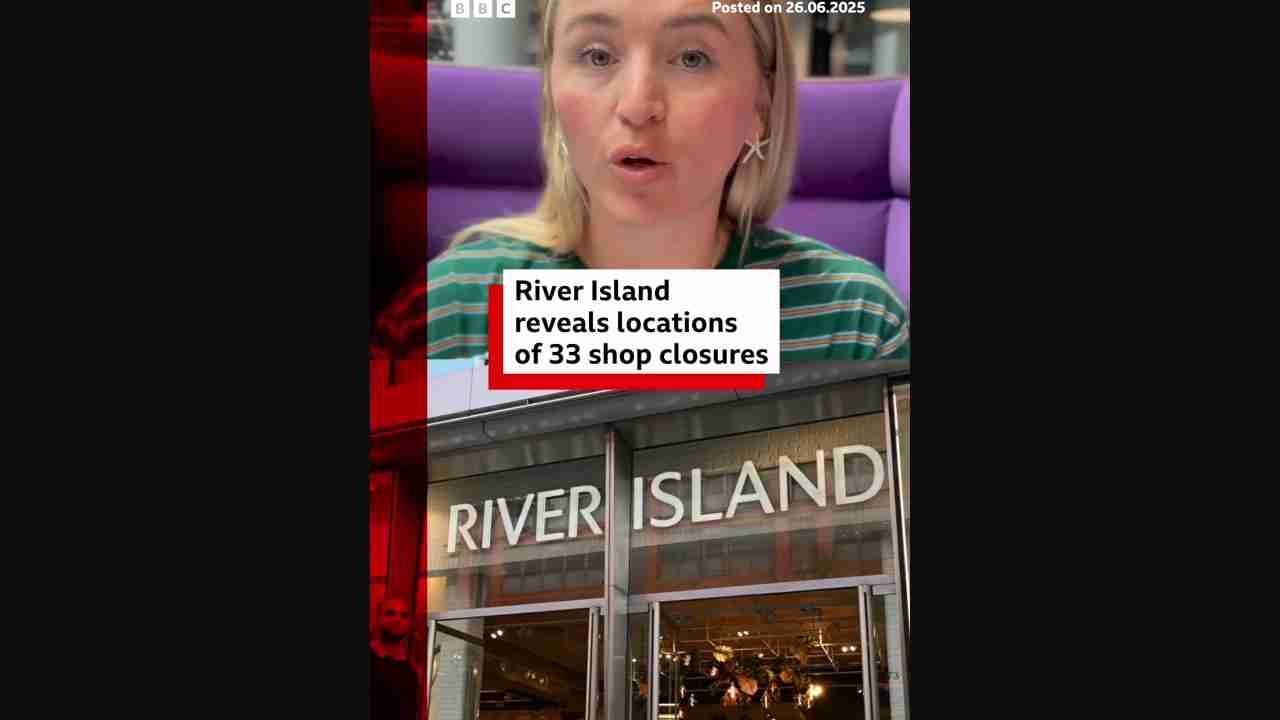 BBC
Posted on 26.06.2025
River Island
reveals locations
of 33 shop closures
RIVER ISLAND